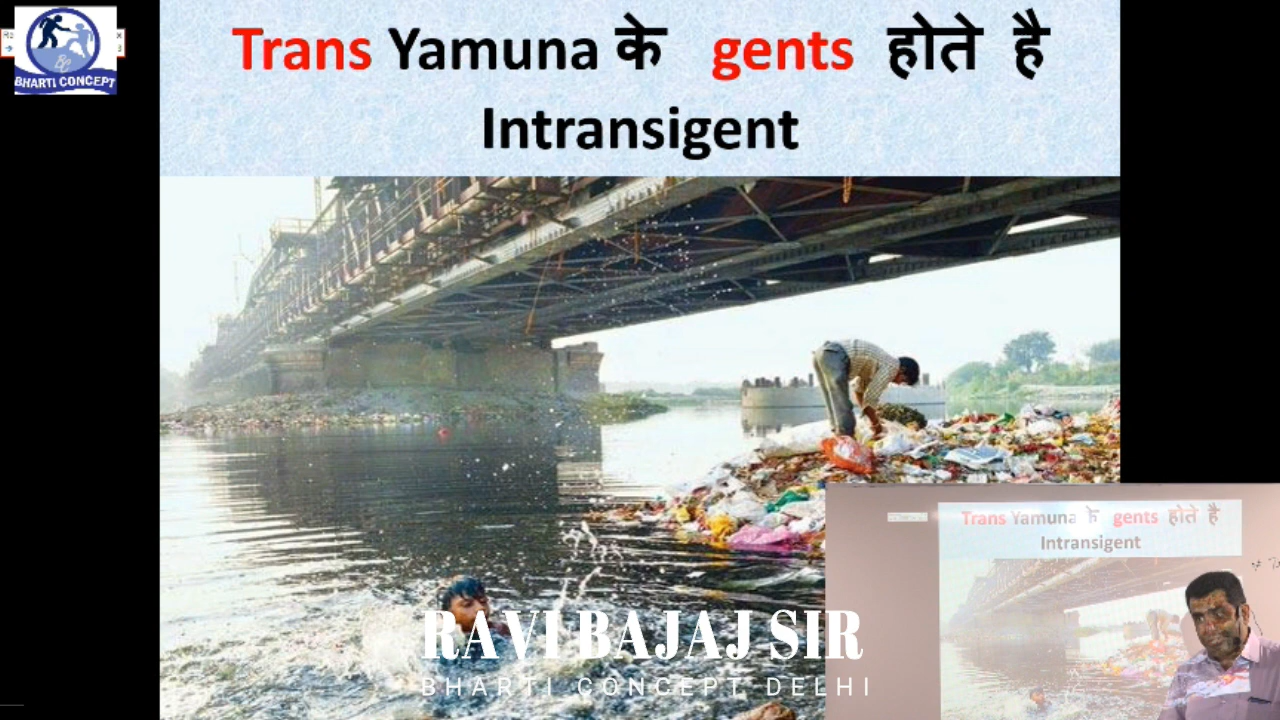 BHARTI CONCEPT
Trans Yamuna के gents होते है
Intransigent
Trans Yamuna के gents होते है
Intransigent
RAVI BAJAJ SIR
BHARTI CONCEPT DELHI